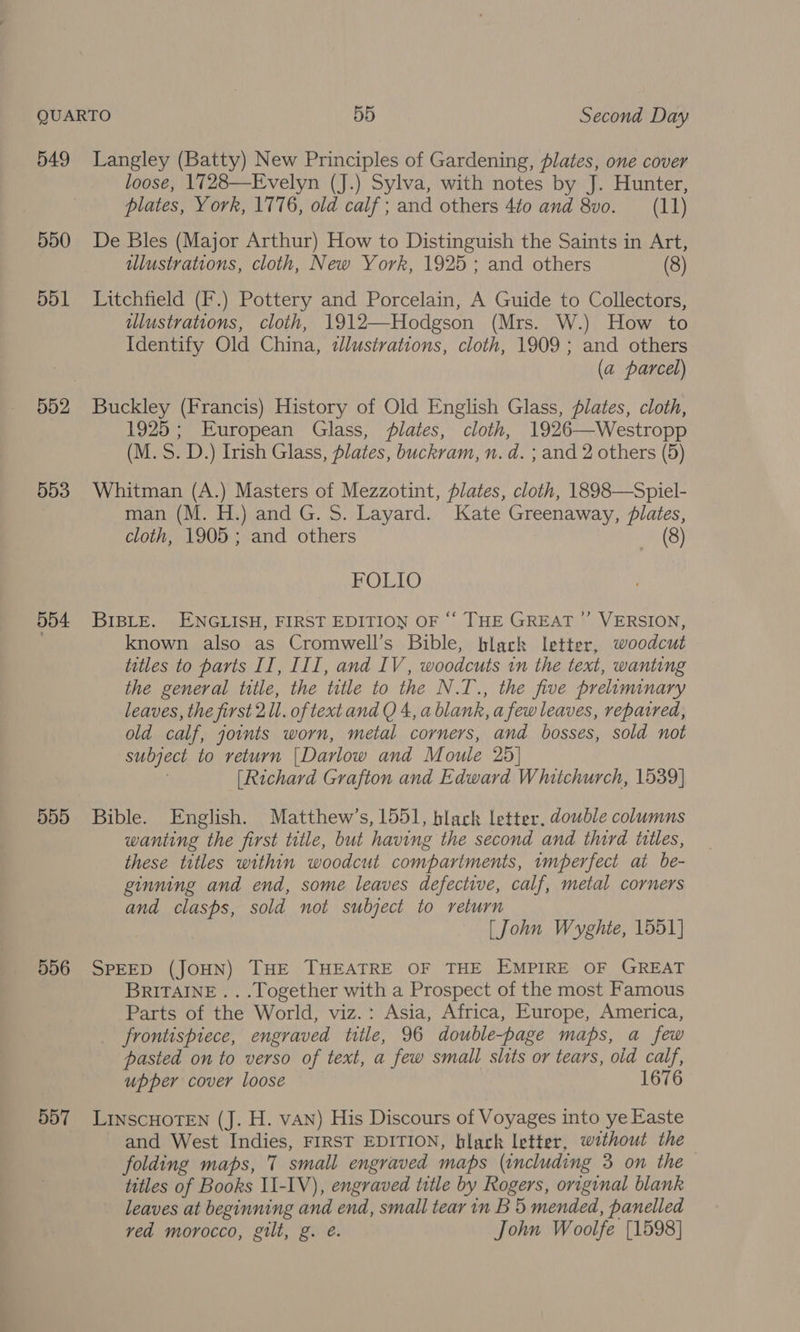 QUARTO 55 Second Day
549 Langley (Batty) New Principles of Gardening, plates, one cover
loose, 1728—Evelyn (J.) Sylva, with notes by J. Hunter,
plates, York, 1776, old calf; and others 4to and 8vo. (11)
550 De Bles (Major Arthur) How to Distinguish the Saints in Art,
illustrations, cloth, New York, 1925; and others (8)
551 Litchfield (F.) Pottery and Porcelain, A Guide to Collectors,
illustrations, cloth, 1912—Hodgson (Mrs. W.) How to
Identify Old China, illustrations, cloth, 1909; and others
(a parcel)
552 Buckley (Francis) History of Old English Glass, plates, cloth,
1925; European Glass, plates, cloth, 1926—Westropp
(M. S. D.) Irish Glass, plates, buckram, n. d.; and 2 others (5)
553 Whitman (A.) Masters of Mezzotint, plates, cloth, 1898—Spiel-
man (M. H.) and G. S. Layard. Kate Greenaway, plates,
cloth, 1905; and others (8)
FOLIO
554 BIBLE. ENGLISH, FIRST EDITION OF “THE GREAT” VERSION,
known also as Cromwell's Bible, black letter, woodcut
titles to parts II, III, and IV, woodcuts in the text, wanting
the general title, the title to the N.T., the five preliminary
leaves, the first 2 ll. of text and Q 4, a blank, a few leaves, repaired,
old calf, joints worn, metal corners, and bosses, sold not
subject to return [Darlow and Moule 25]
[Richard Grafton and Edward Whitchurch, 1539]
555 Bible. English. Matthew's, 1551, black letter, double columns
wanting the first title, but having the second and third titles,
these titles within woodcut compartments, imperfect at be-
ginning and end, some leaves defective, calf, metal corners
and clasps, sold not subject to return
[John Wyghte, 1551]
556 SPEED (JOHN) THE THEATRE OF THE EMPIRE OF GREAT
BRITAINE...Together with a Prospect of the most Famous
Parts of the World, viz.: Asia, Africa, Europe, America,
frontispiece, engraved title, 96 double-page maps, a few
pasted on to verso of text, a few small slits or tears, old calf,
upper cover loose 1676
557 LINSCHOTEN (J. H. VAN) His Discours of Voyages into ye Easte
and West Indies, FIRST EDITION, black letter, without the
folding maps, 7 small engraved maps (including 3 on the
titles of Books II-IV), engraved title by Rogers, original blank
leaves at beginning and end, small tear in B 5 mended, panelled
red morocco, gilt, g. e. John Woolfe [1598]